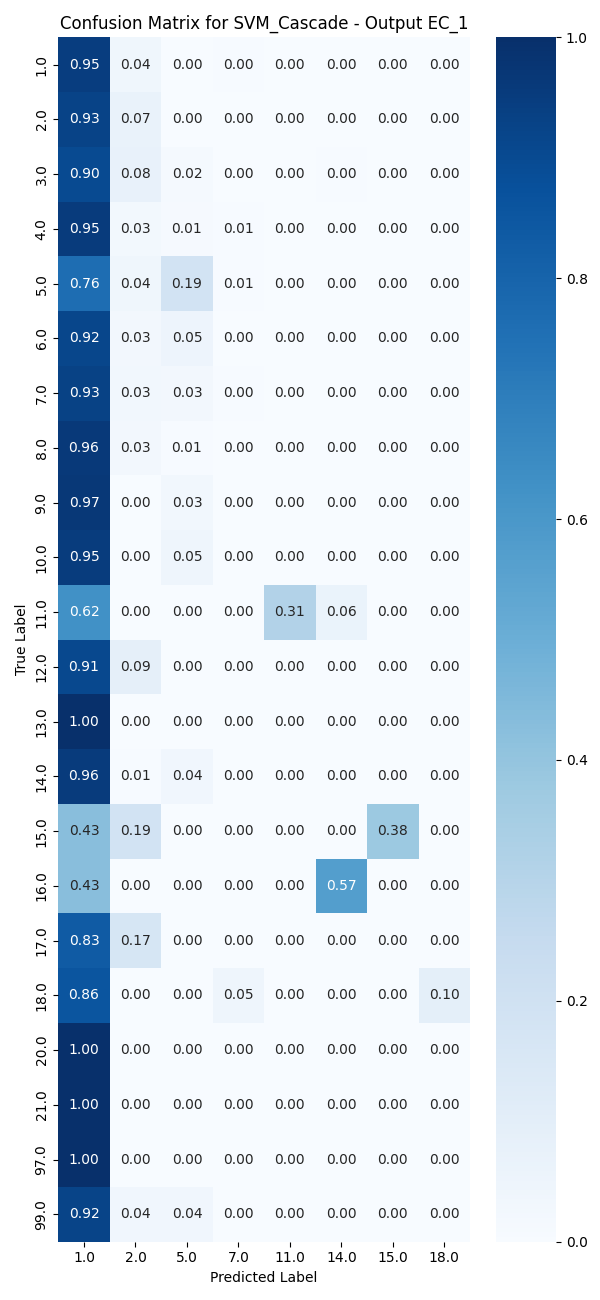 Confusion Matrix for SVM_Cascade - Output EC_1
True Label
1.0 0.95 0.04 0.00 0.00 0.00 0.00 0.00 0.00
2.0 0.93 0.07 0.00 0.00 0.00 0.00 0.00 0.00
3.0 0.90 0.08 0.02 0.00 0.00 0.00 0.00 0.00
4.0 0.95 0.03 0.01 0.01 0.00 0.00 0.00 0.00
5.0 0.76 0.04 0.19 0.01 0.00 0.00 0.00 0.00
6.0 0.92 0.03 0.05 0.00 0.00 0.00 0.00 0.00
7.0 0.93 0.03 0.03 0.00 0.00 0.00 0.00 0.00
8.0 0.96 0.03 0.01 0.00 0.00 0.00 0.00 0.00
9.0 0.97 0.00 0.03 0.00 0.00 0.00 0.00 0.00
10.0 0.95 0.00 0.05 0.00 0.00 0.00 0.00 0.00
11.0 0.62 0.00 0.00 0.00 0.31 0.06 0.00 0.00
12.0 0.91 0.09 0.00 0.00 0.00 0.00 0.00 0.00
13.0 1.00 0.00 0.00 0.00 0.00 0.00 0.00 0.00
14.0 0.96 0.01 0.04 0.00 0.00 0.00 0.00 0.00
15.0 0.43 0.19 0.00 0.00 0.00 0.00 0.38 0.00
16.0 0.43 0.00 0.00 0.00 0.00 0.57 0.00 0.00
17.0 0.83 0.17 0.00 0.00 0.00 0.00 0.00 0.00
18.0 0.86 0.00 0.00 0.05 0.00 0.00 0.00 0.10
20.0 1.00 0.00 0.00 0.00 0.00 0.00 0.00 0.00
21.0 1.00 0.00 0.00 0.00 0.00 0.00 0.00 0.00
97.0 1.00 0.00 0.00 0.00 0.00 0.00 0.00 0.00
99.0 0.92 0.04 0.04 0.00 0.00 0.00 0.00 0.00
1.0 2.0 5.0 7.0 11.0 14.0 15.0 18.0
Predicted Label
1.0
0.8
0.6
0.4
0.2
0.0